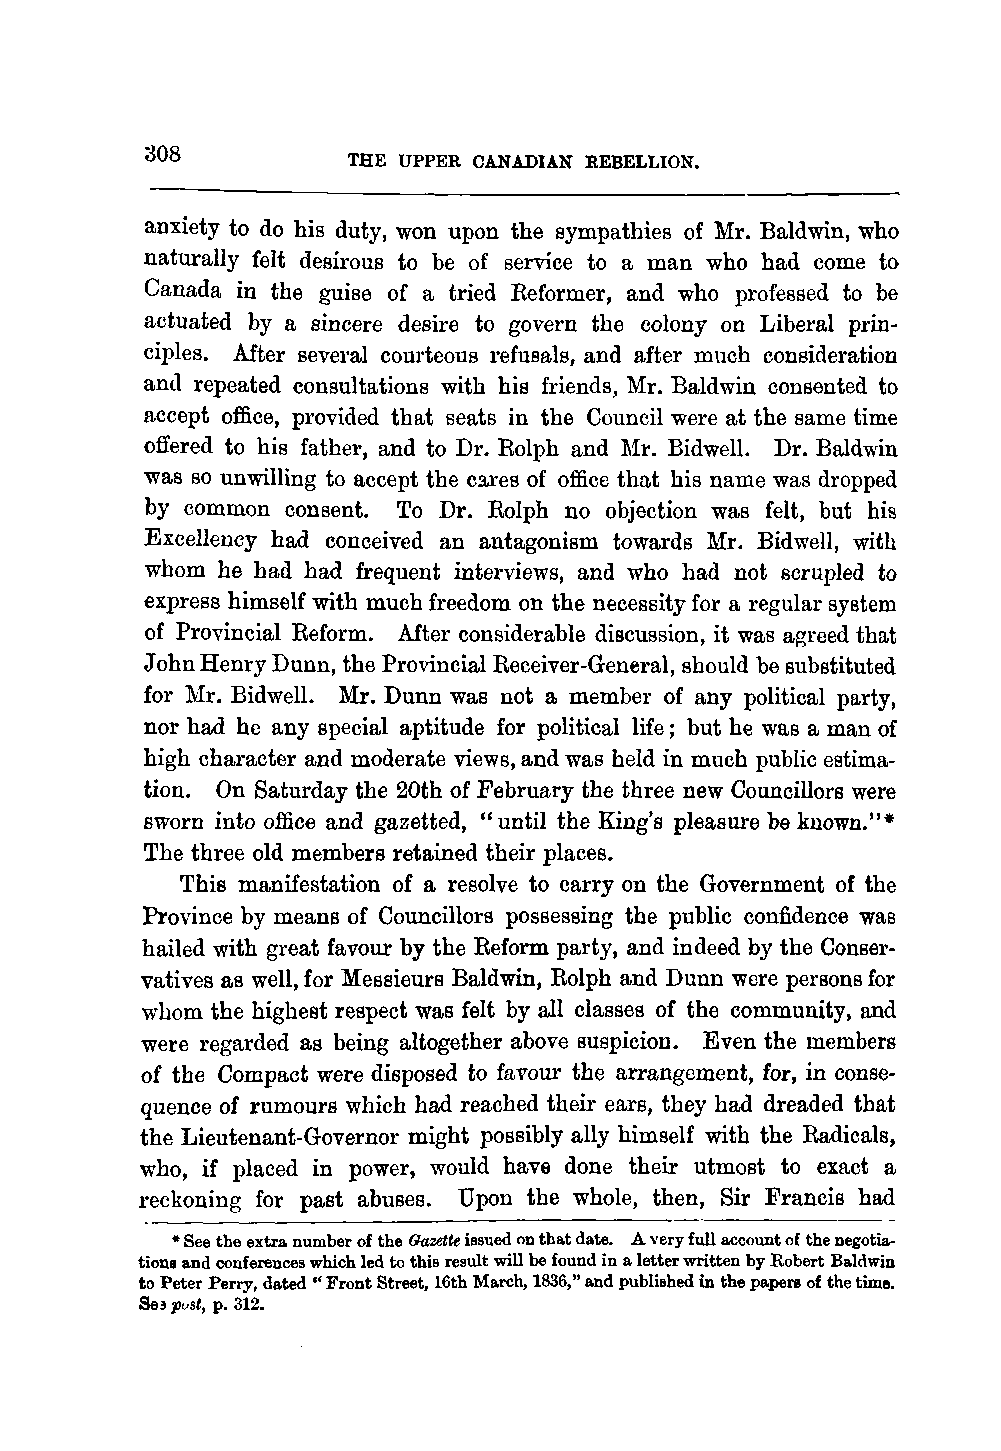 308
THE UPPER CANADIAN REBELLION.
anxiety to do his duty, won upon the sympathies of Mr. Baldwin, who
naturally felt desirous to be of service to a man who had come to
Canada in the guise of a tried Reformer, and who professed to be
actuated by a sincere desire to govern the colony on Liberal prin-
ciples. After several courteous refusals, and after much consideration
and repeated consultations with his friends, Mr. Baldwin consented to
accept office, provided that seats in the Council were at the same time
offered to his father, and to Dr. Rolph and Mr. Bidwell. Dr. Baldwin
was so unwilling to accept the cares of office that his name was dropped
by common consent. To Dr. Rolph no objection was felt, but his
Excellency had conceived an antagonism towards Mr. Bidwell, with
whom he had had frequent interviews, and who had not scrupled to
express himself with much freedom on the necessity for a regular system
of Provincial Reform. After considerable discussion, it was agreed that
John Henry Dunn, the Provincial Receiver-General, should be substituted
for Mr. Bidwell. Mr. Dunn was not a member of any political party,
nor had he any special aptitude for political life; but he was a man of
high character and moderate views, and was held in much public estima-
tion. On Saturday the 20th of February the three new Councillors were
sworn into office and gazetted, "until the King's pleasure be known."*
The three old members retained their places.
This manifestation of a resolve to carry on the Government of the
Province by means of Councillors possessing the public confidence was
hailed with great favour by the Reform party, and indeed by the Conser-
vatives as well, for Messieurs Baldwin, Rolph and Dunn were persons for
whom the highest respect was felt by all classes of the community, and
were regarded as being altogether above suspicion. Even the members
of the Compact were disposed to favour the arrangement, for, in conse-
quence of rumours which had reached their ears, they had dreaded that
the Lieutenant-Governor might possibly ally himself with the Radicals,
who, if placed in power, would have done their utmost to exact a
reckoning for past abuses. Upon the whole, then, Sir Francis had
* See the extra number of the Gazette issued on that date. A very full account of the negotia-
tions and conferences which led to this result will be found in a letter written by Robert Baldwin
to Peter Perry, dated "Front Street, 16th March, 1836," and published in the papers of the time.
See post, p. 312.